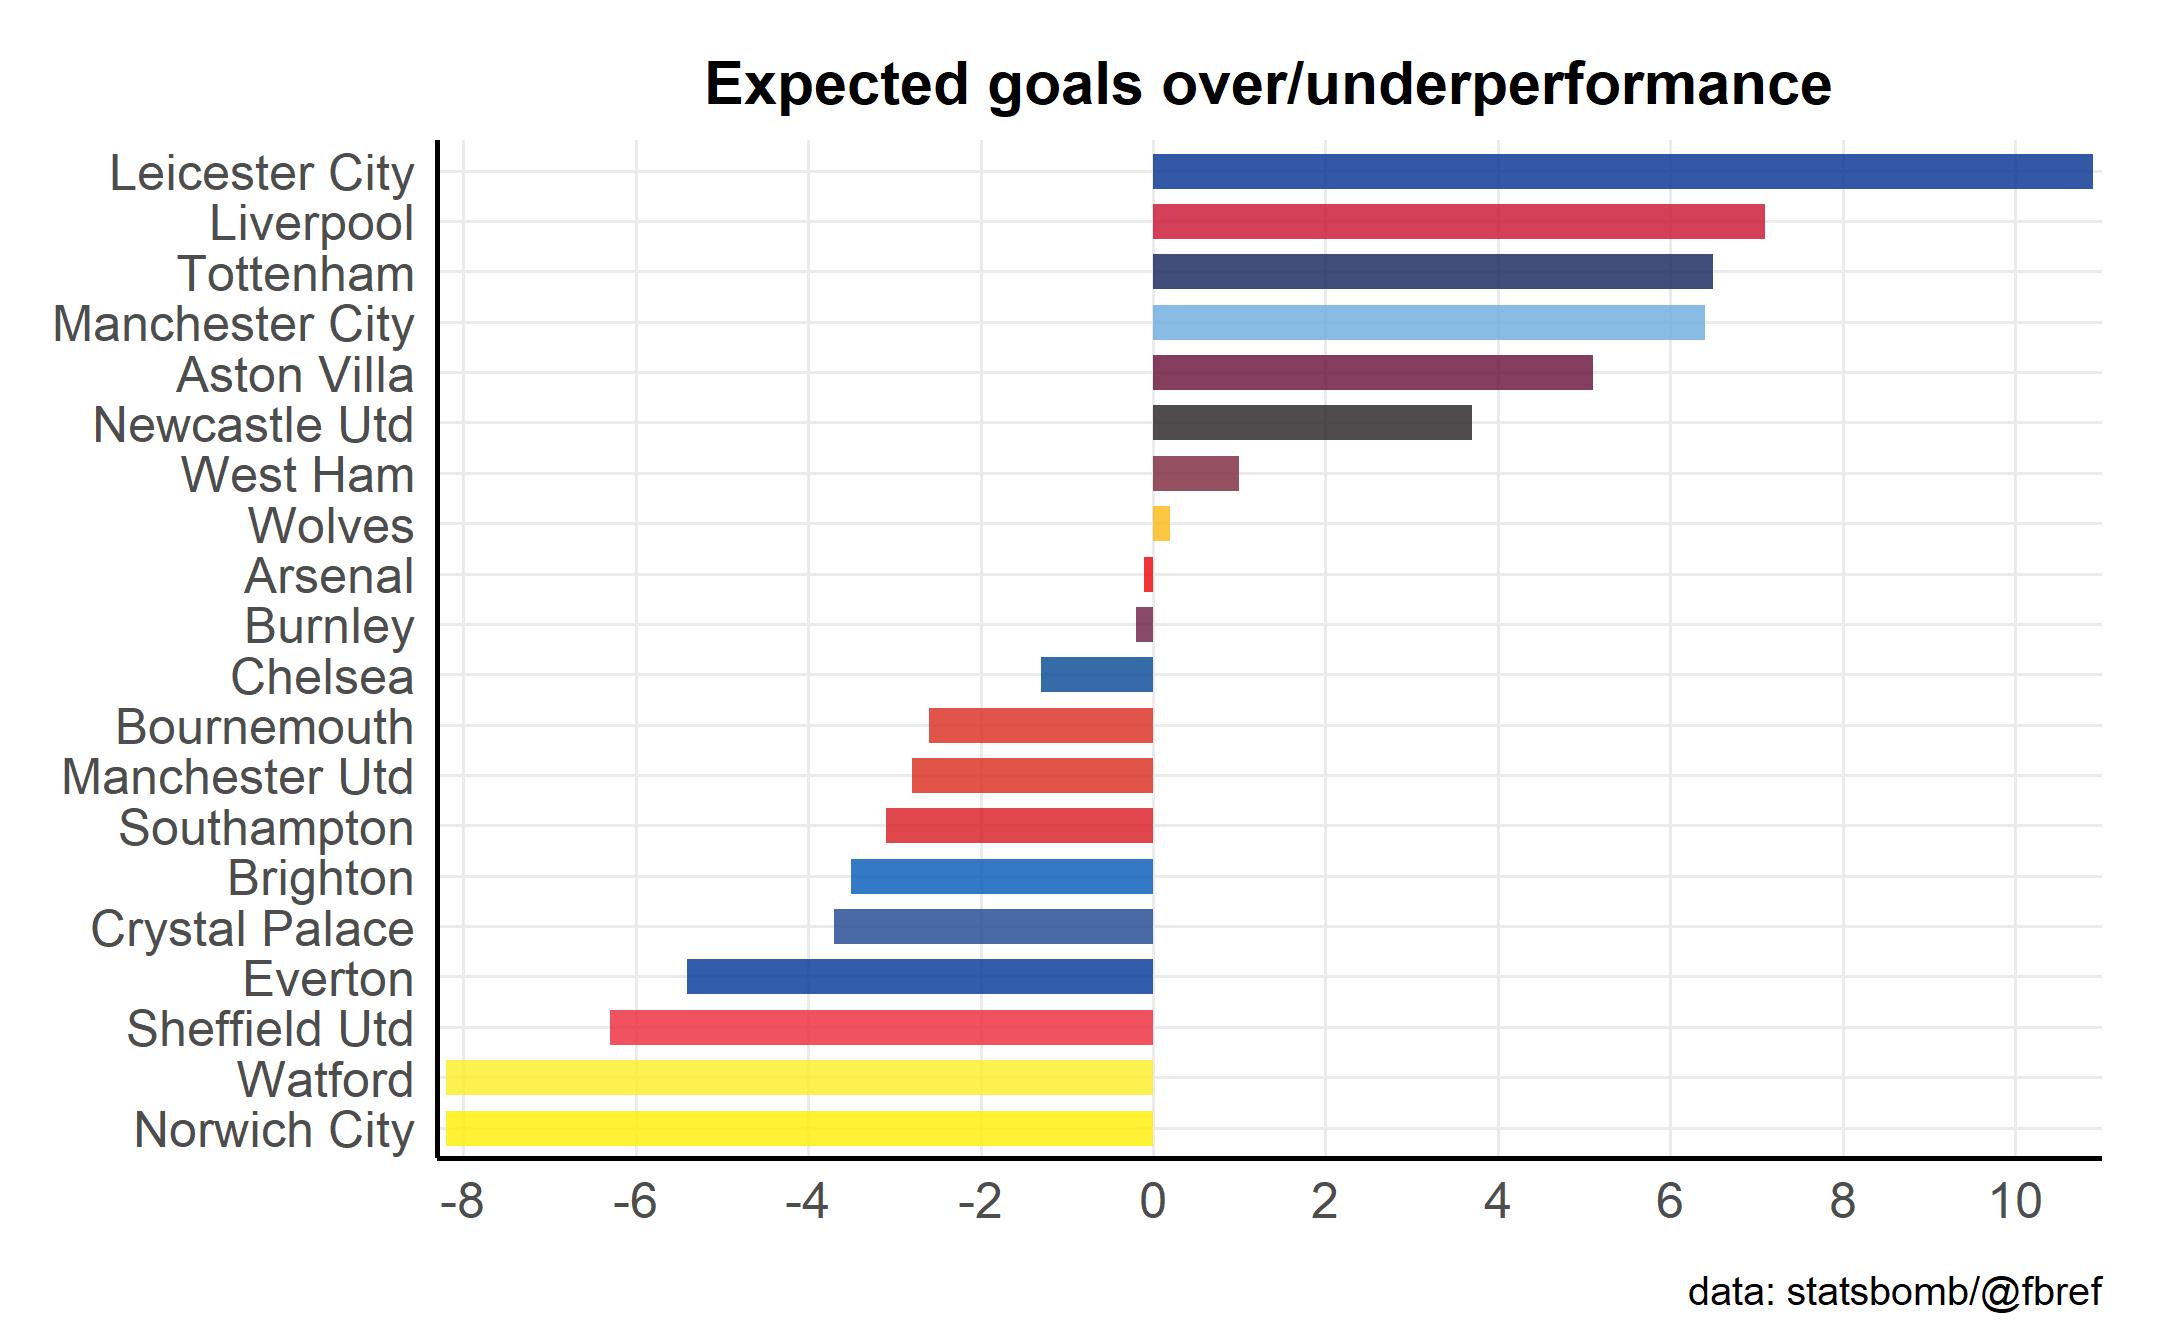 Expected goals over/underperformance
Leicester City
Liverpool
Tottenham
Manchester City
Aston Villa
Newcastle Utd
West Ham
Wolves
Arsenal
Burnley
Chelsea
Bournemouth
Manchester Utd
Southampton
Brighton
Crystal Palace
Everton
Sheffield Utd
Watford
Norwich City
-8 -6 -4 -2 0 2 4 6 8 10
data: statsbomb/@fbref